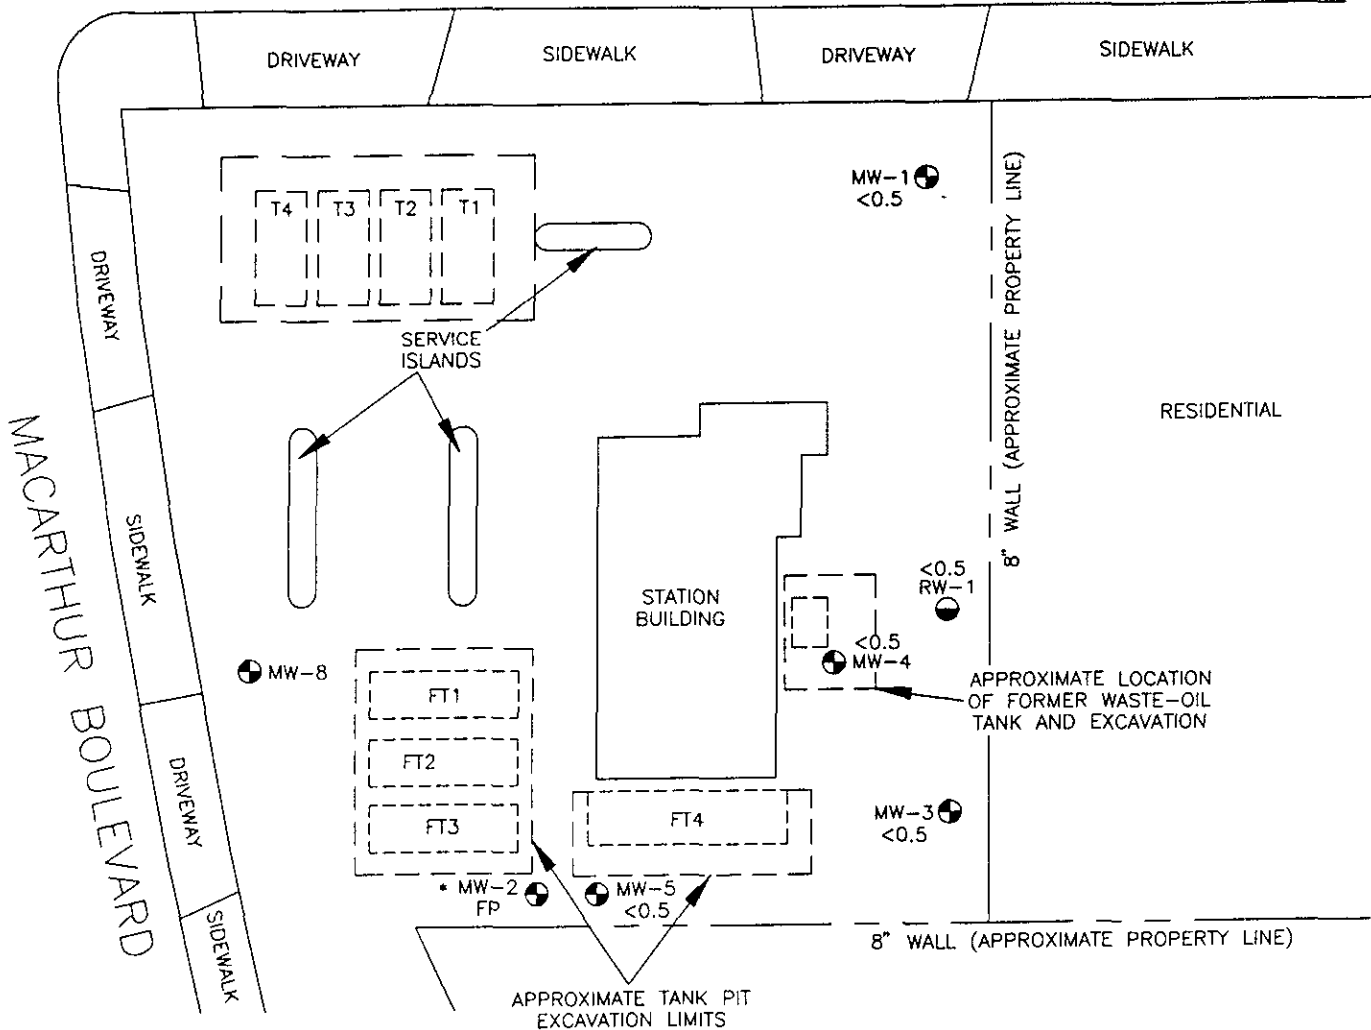 DRIVEWAY
SIDEWALK
DRIVEWAY
SIDEWALK
MW-1
<0.5
T4
T3
T2
T1
DRIVEWAY
SERVICE
ISLANDS
8" WALL (APPROXIMATE PROPERTY LINE)
RESIDENTIAL
MACARTHUR BOULEVARD
SIDEWALK
STATION
BUILDING
<0.5
RW-1
<0.5
MW-4
MW-8
APPROXIMATE LOCATION
OF FORMER WASTE-OIL
TANK AND EXCAVATION
FT1
FT2
FT3
FT4
DRIVEWAY
MW-3
<0.5
* MW-2
FP
MW-5
<0.5
SIDEWALK
8" WALL (APPROXIMATE PROPERTY LINE)
APPROXIMATE TANK PIT
EXCAVATION LIMITS